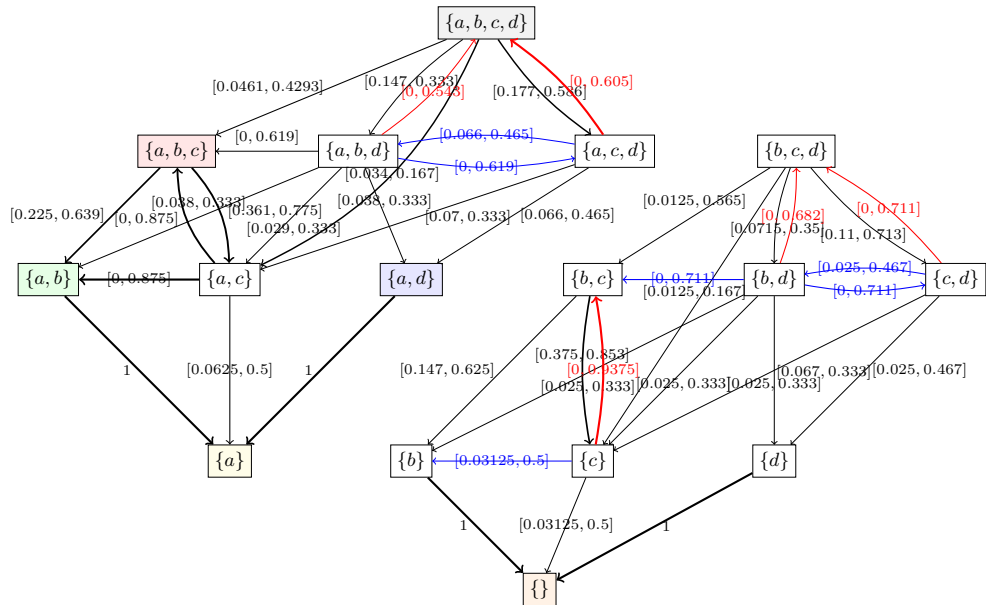 {a, b, c, d}
[0.0461, 0.4293]
[0.147, 0.333]
[0, 0.543]
[0.177, 0.586]
[0, 0.605]
{a, b, c}
[0, 0.619]
{a, b, d}
[0.066, 0.465]
[0, 0.619]
{a, c, d}
{b, c, d}
[0.034, 0.167]
[0.225, 0.639]
[0, 0.875]
[0.038, 0.333]
[0.361, 0.775]
[0.029, 0.333]
[0.038, 0.333]
[0.07, 0.333]
[0.066, 0.465]
[0.0125, 0.565]
[0.0715, 0.35]
[0, 0.682]
[0.11, 0.713]
[0, 0.711]
{a, b}
[0, 0.875]
{a, c}
{a, d}
{b, c}
[0, 0.711]
{b, d}
[0.025, 0.467]
[0, 0.711]
{c, d}
[0.0125, 0.167]
1
[0.0625, 0.5]
1
[0.147, 0.625]
[0.375, 0.853]
[0, 0.9375]
[0.025, 0.333]
[0.025, 0.333]
[0.025, 0.333]
[0.067, 0.333]
[0.025, 0.467]
{a}
{b}
[0.03125, 0.5]
{c}
{d}
1
[0.03125, 0.5]
1
{}